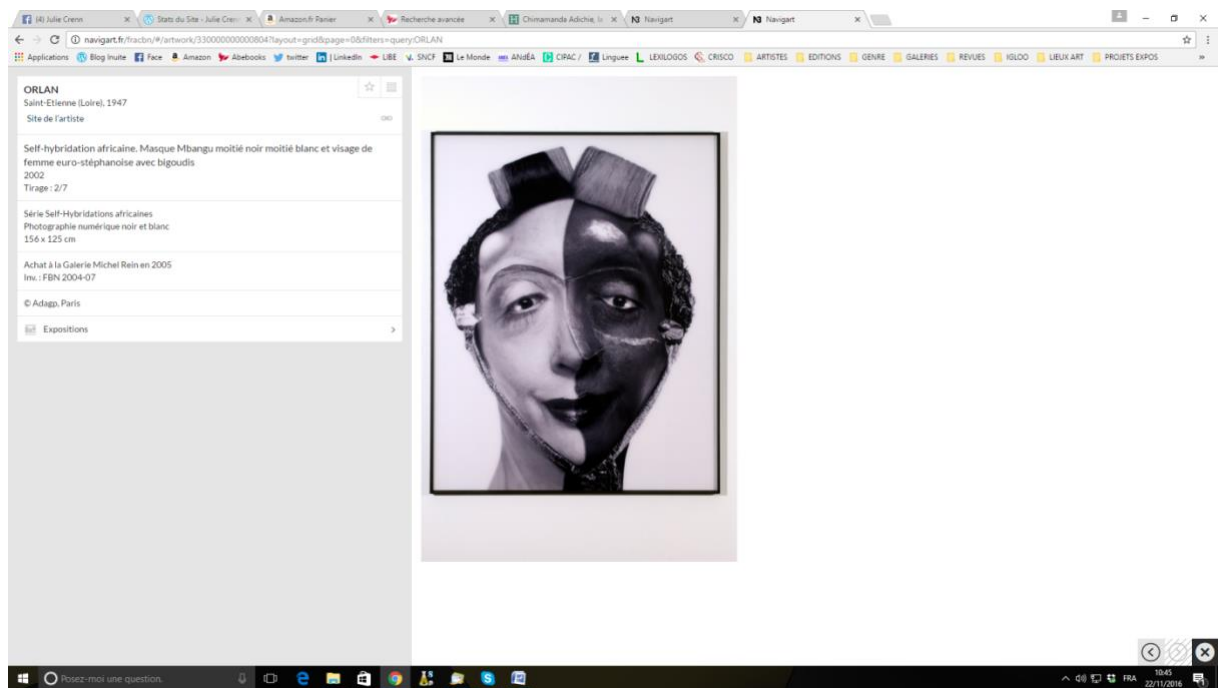 (4) Julie Crenn
Stats du Site - Julie Cren
Amazon.fr Panier
Recherche avancée
Chimamanda Adichie, l
Navigart
Navigart
navigart.fr/fracbn/#/artwork/330000000000804?layout=grid&page=0&filters=query:ORLAN
Applications Blog Inuite Face Amazon Abebooks twitter | Linkedin LIBE SNCF Le Monde ANdÉA CIPAC / Linguee LEXILOGOS CRISCO ARTISTES EDITIONS GENRE GALERIES REVUES IGLOO LIEUX ART PROJETS EXPOS »
ORLAN
Saint-Etienne (Loire), 1947
Site de l'artiste
Self-hybridation africaine. Masque Mbangu moitié noir moitié blanc et visage de
femme euro-stéphanoise avec bigoudis
2002
Tirage : 2/7
Série Self-Hybridations africaines
Photographie numérique noir et blanc
156 x 125 cm
Achat à la Galerie Michel Rein en 2005
Inv. : FBN 2004-07
© Adagp, Paris
Expositions
Posez-moi une question.
FRA
10:45
22/11/2016